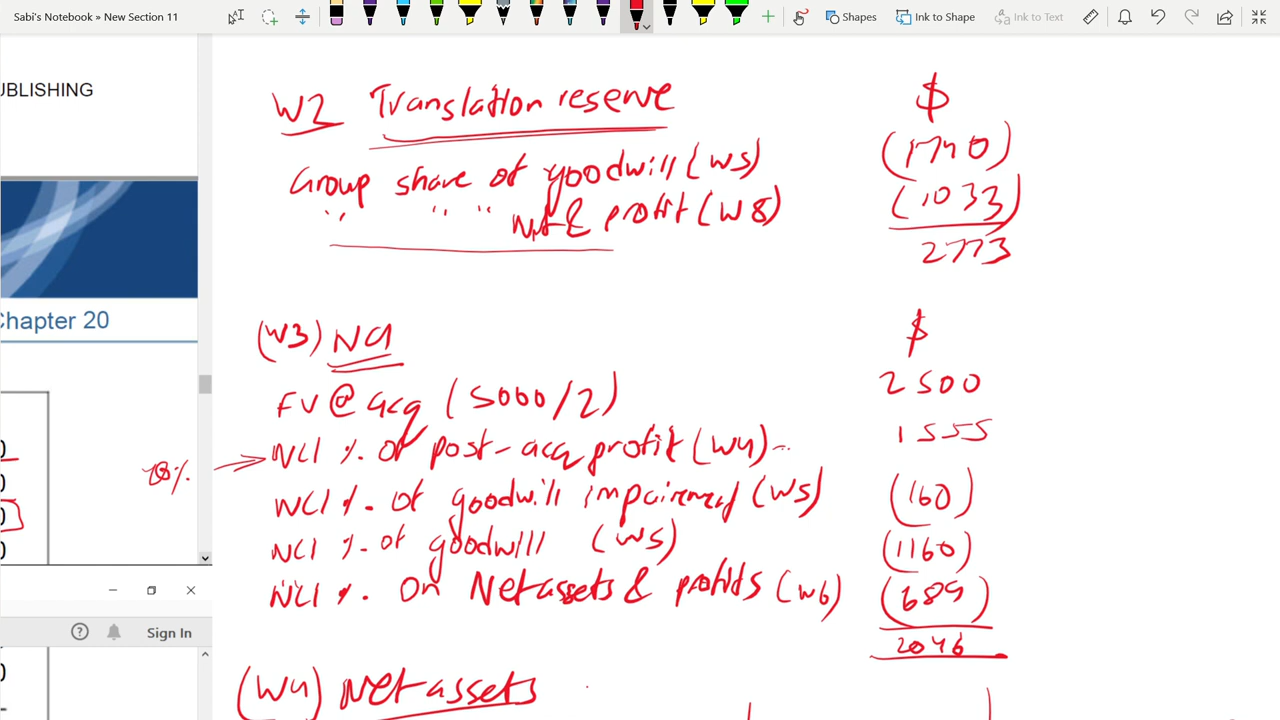 Sabi's Notebook » New Section 11
Shapes
Ink to Shape
Ink to Text
UBLISHING
Chapter 20
Sign In
W2 Translation reserve $
Group share of goodwill (W5) (1740)
" " " NA & profit (W8) (1033)
2773
(W3) NCI $
FV @ acq (5000/2) 2500
NCI %. of post-acq profit (W4) 1555
NCI %. of goodwill impairment (W5) (160)
NCI %. of goodwill (W5) (1160)
NCI %. on Net assets & profits (W6) (689)
2046
(W4) Net assets